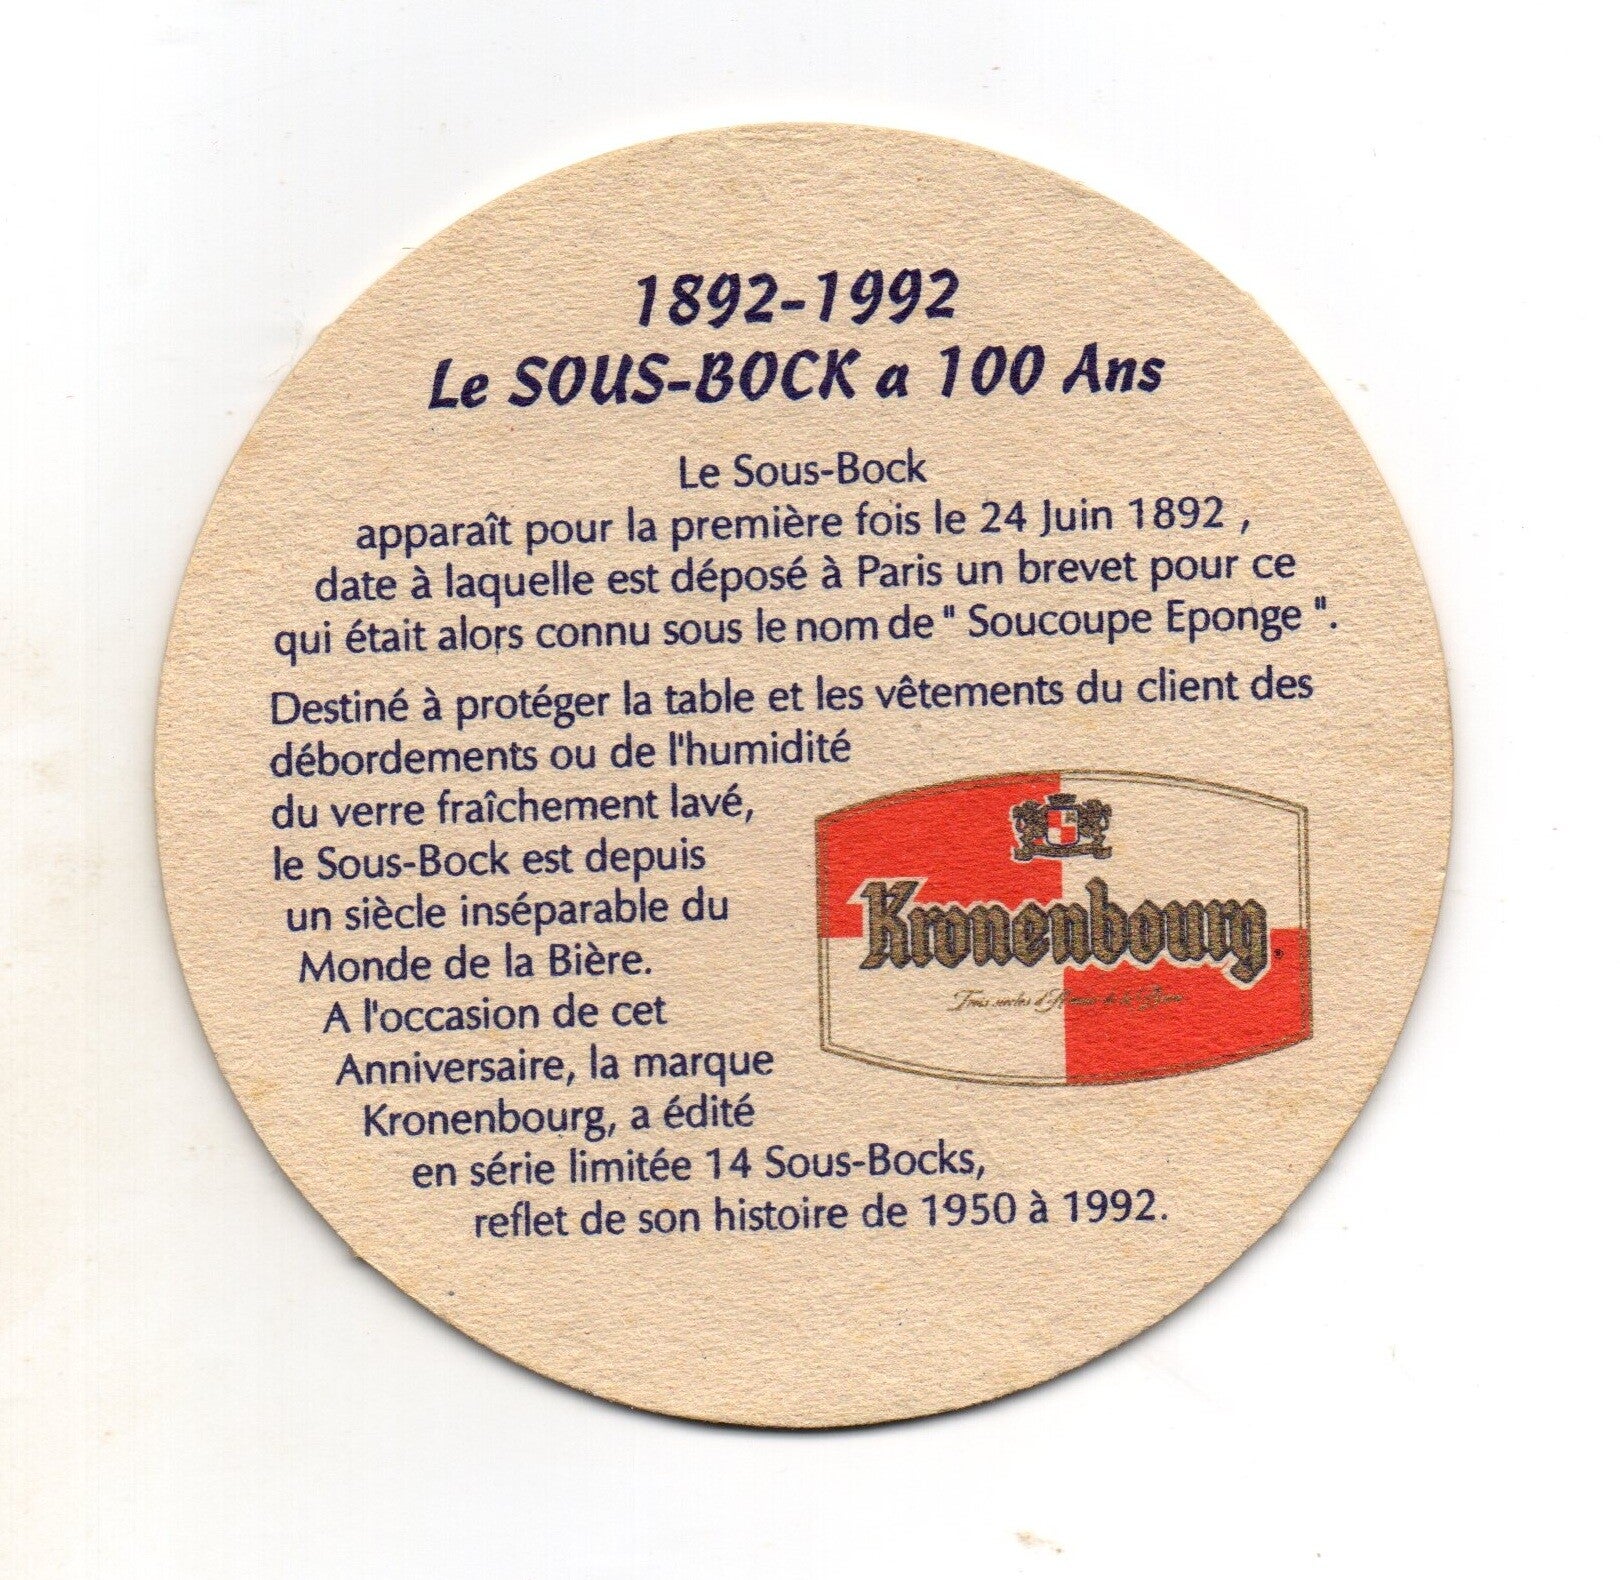 1892-1992
Le SOUS-BOCK a 100 Ans
Le Sous-Bock
apparaît pour la première fois le 24 Juin 1892 ,
date à laquelle est déposé à Paris un brevet pour ce
qui était alors connu sous le nom de " Soucoupe Eponge ".
Destiné à protéger la table et les vêtements du client des
débordements ou de l'humidité
du verre fraîchement lavé,
le Sous-Bock est depuis
un siècle inséparable du
Monde de la Bière.
A l'occasion de cet
Anniversaire, la marque
Kronenbourg, a édité
en série limitée 14 Sous-Bocks,
reflet de son histoire de 1950 à 1992.
Kronenbourg
Trois siècles